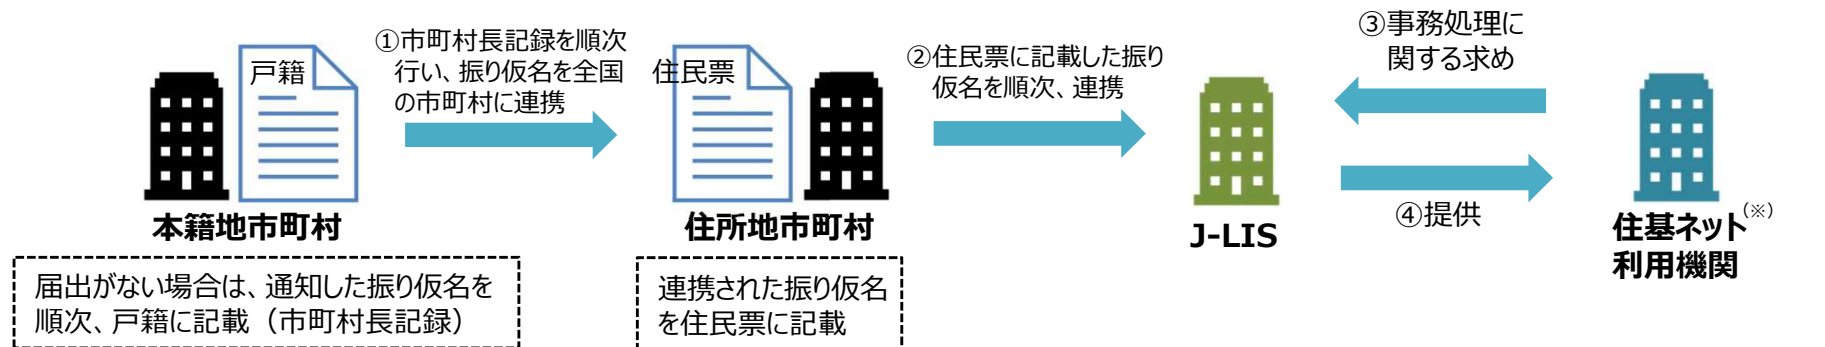 ①市町村長記録を順次
行い、振り仮名を全国
の市町村に連携
戸籍
本籍地市町村
届出がない場合は、通知した振り仮名を
順次、戸籍に記載（市町村長記録）
住民票
住所地市町村
連携された振り仮名
を住民票に記載
②住民票に記載した振り
仮名を順次、連携
J-LIS
③事務処理に
関する求め
④提供
住基ネット(※)
利用機関